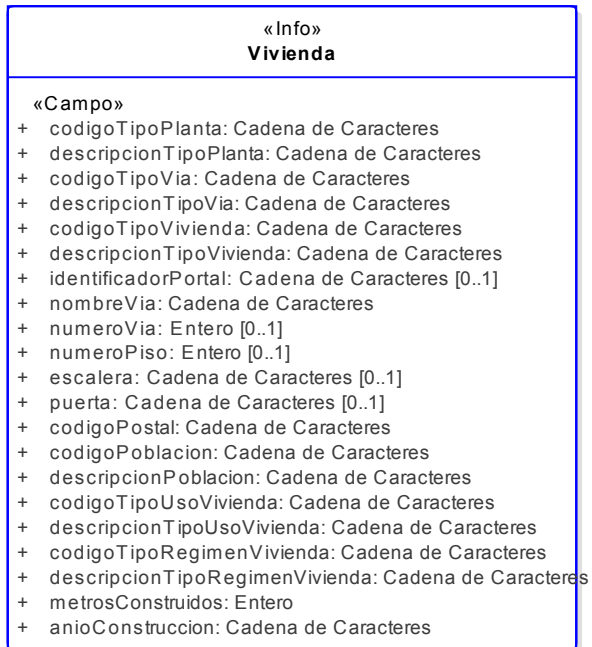 «Info»
Vivienda
«Campo»
+ codigoTipoPlanta: Cadena de Caracteres
+ descripcionTipoPlanta: Cadena de Caracteres
+ codigoTipoVia: Cadena de Caracteres
+ descripcionTipoVia: Cadena de Caracteres
+ codigoTipoVivienda: Cadena de Caracteres
+ descripcionTipoVivienda: Cadena de Caracteres
+ identificadorPortal: Cadena de Caracteres [0..1]
+ nombreVia: Cadena de Caracteres
+ numeroVia: Entero [0..1]
+ numeroPiso: Entero [0..1]
+ escalera: Cadena de Caracteres [0..1]
+ puerta: Cadena de Caracteres [0..1]
+ codigoPostal: Cadena de Caracteres
+ codigoPoblacion: Cadena de Caracteres
+ descripcionPoblacion: Cadena de Caracteres
+ codigoTipoUsoVivienda: Cadena de Caracteres
+ descripcionTipoUsoVivienda: Cadena de Caracteres
+ codigoTipoRegimenVivienda: Cadena de Caracteres
+ descripcionTipoRegimenVivienda: Cadena de Caracteres
+ metrosConstruidos: Entero
+ anioConstruccion: Cadena de Caracteres